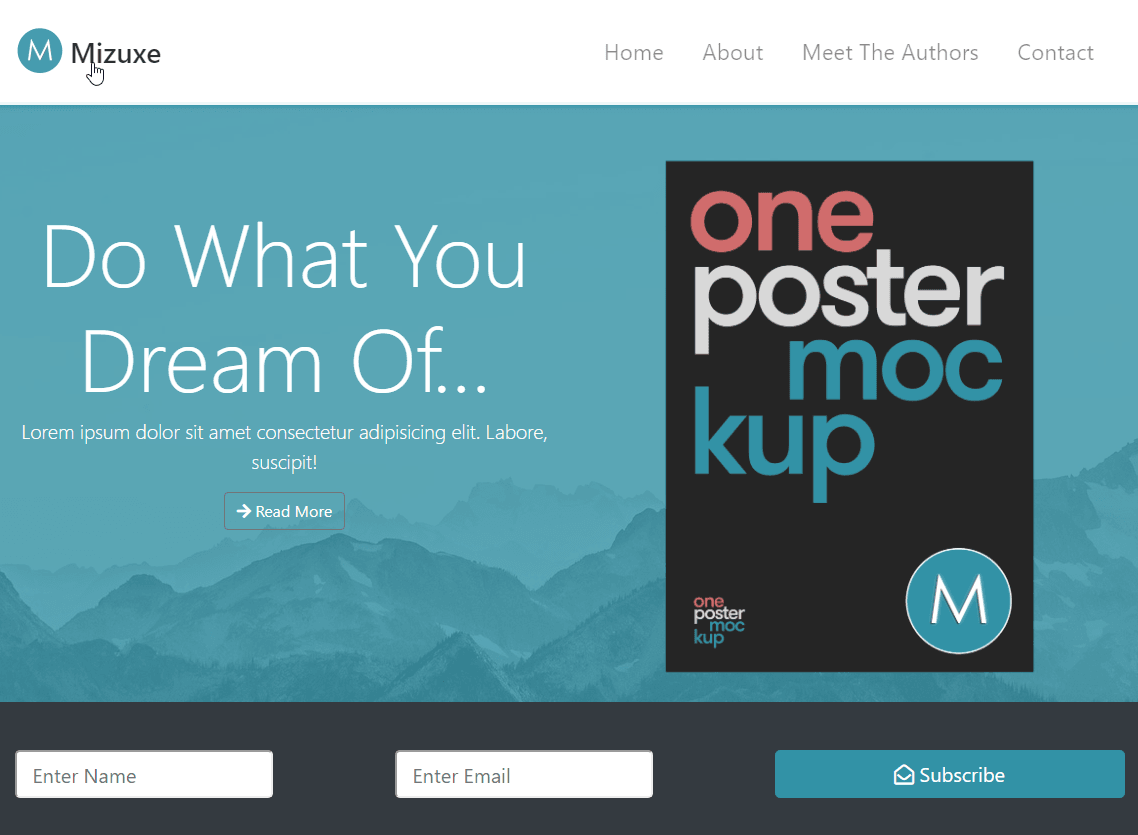 M Mizuxe
Home About Meet The Authors Contact
Do What You
Dream Of...
Lorem ipsum dolor sit amet consectetur adipisicing elit. Labore,
suscipit!
Read More
one
poster
moc
kup
one
poster
moc
kup
M
Enter Name
Enter Email
Subscribe